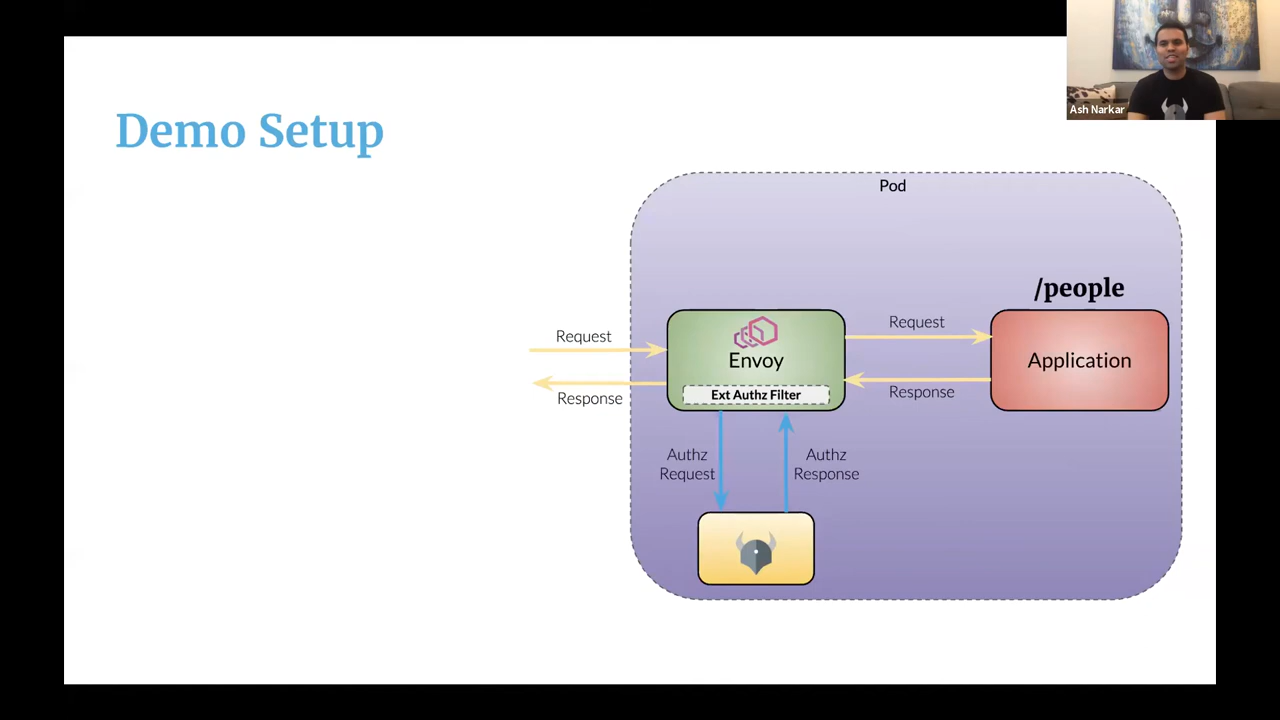 Ash Narkar
Demo Setup
Pod
/people
Request
Response
Envoy
Ext Authz Filter
Request
Response
Application
Authz
Request
Authz
Response